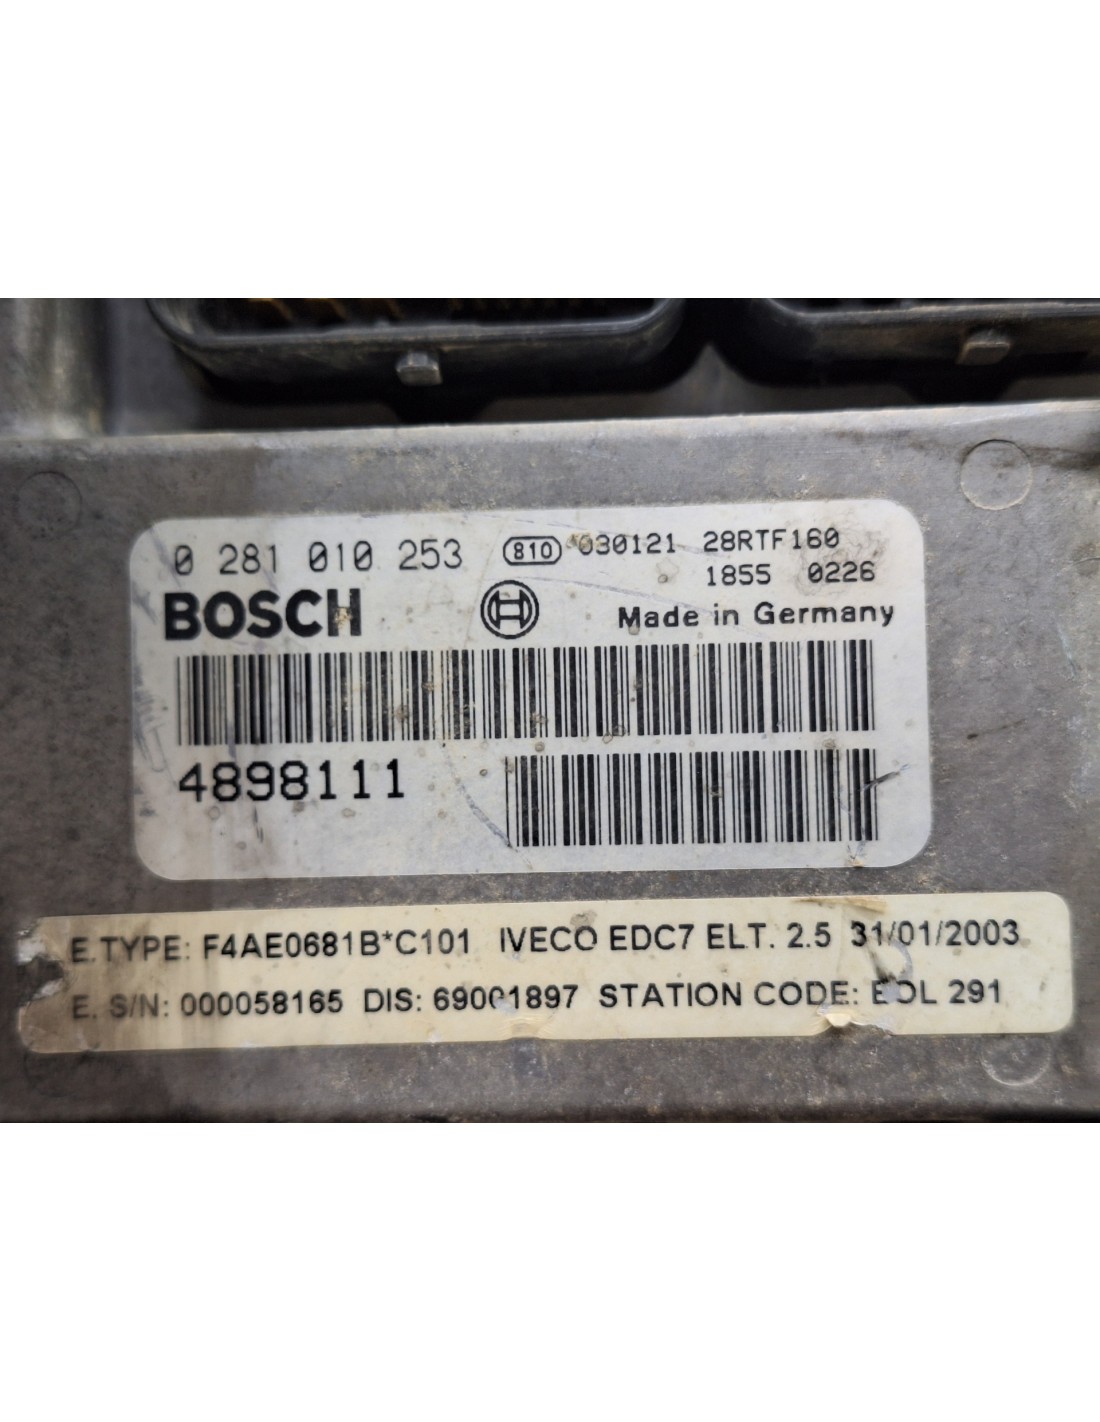 0 281 010 253 810 030121 28RTF160
1855 0226
BOSCH Made in Germany
4898111
E.TYPE: F4AE0681B*C101 IVECO EDC7 ELT. 2.5 31/01/2003
E. S/N: 000058165 DIS: 69001897 STATION CODE: EOL 291